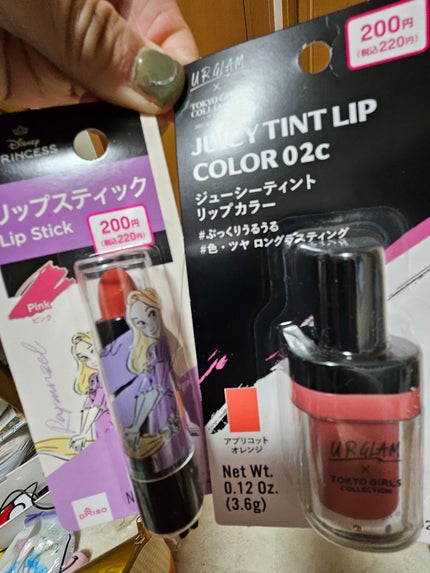 Disney
PRINCESS
リップスティック
Lip Stick
200円
(税込220円)
Pink
ピンク
Rapunzel
DAISO
N
URGLAM
×
TOKYO GIRLS
COLLECTION
200円
(税込220円)
JUICY TINT LIP
COLOR 02c
ジューシーティント
リップカラー
#ぷっくりうるうる
#色・ツヤ ロングラスティング
アプリコット
オレンジ
Net Wt.
0.12 Oz.
(3.6g)
URGLAM
×
TOKYO GIRLS
COLLECTION
2